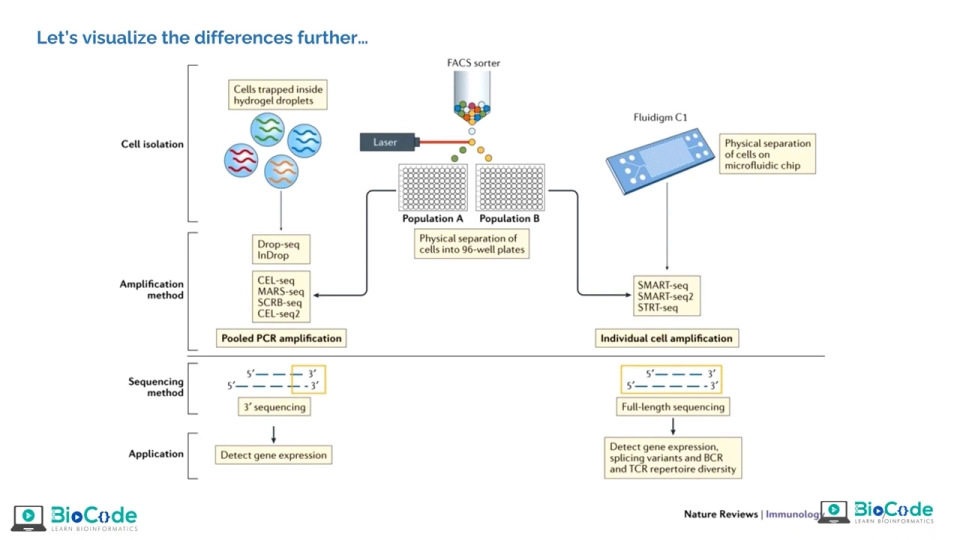 Let's visualize the differences further...
FACS sorter
Cells trapped inside
hydrogel droplets
Fluidigm C1
Cell isolation
Laser
Physical separation
of cells on
microfluidic chip
Population A
Population B
Physical separation of
cells into 96-well plates
Drop-seq
InDrop
Amplification
method
CEL-seq
MARS-seq
SCRB-seq
CEL-seq2
SMART-seq
SMART-seq2
STRT-seq
Pooled PCR amplification
Individual cell amplification
Sequencing
method
5′ 3′
5′ 3′
5′ 3′
5′ 3′
3′ sequencing
Full-length sequencing
Application
Detect gene expression
Detect gene expression,
splicing variants and BCR
and TCR repertoire diversity
BioCode
LEARN BIOINFORMATICS
Nature Reviews | Immunology
BioCode
LEARN BIOINFORMATICS